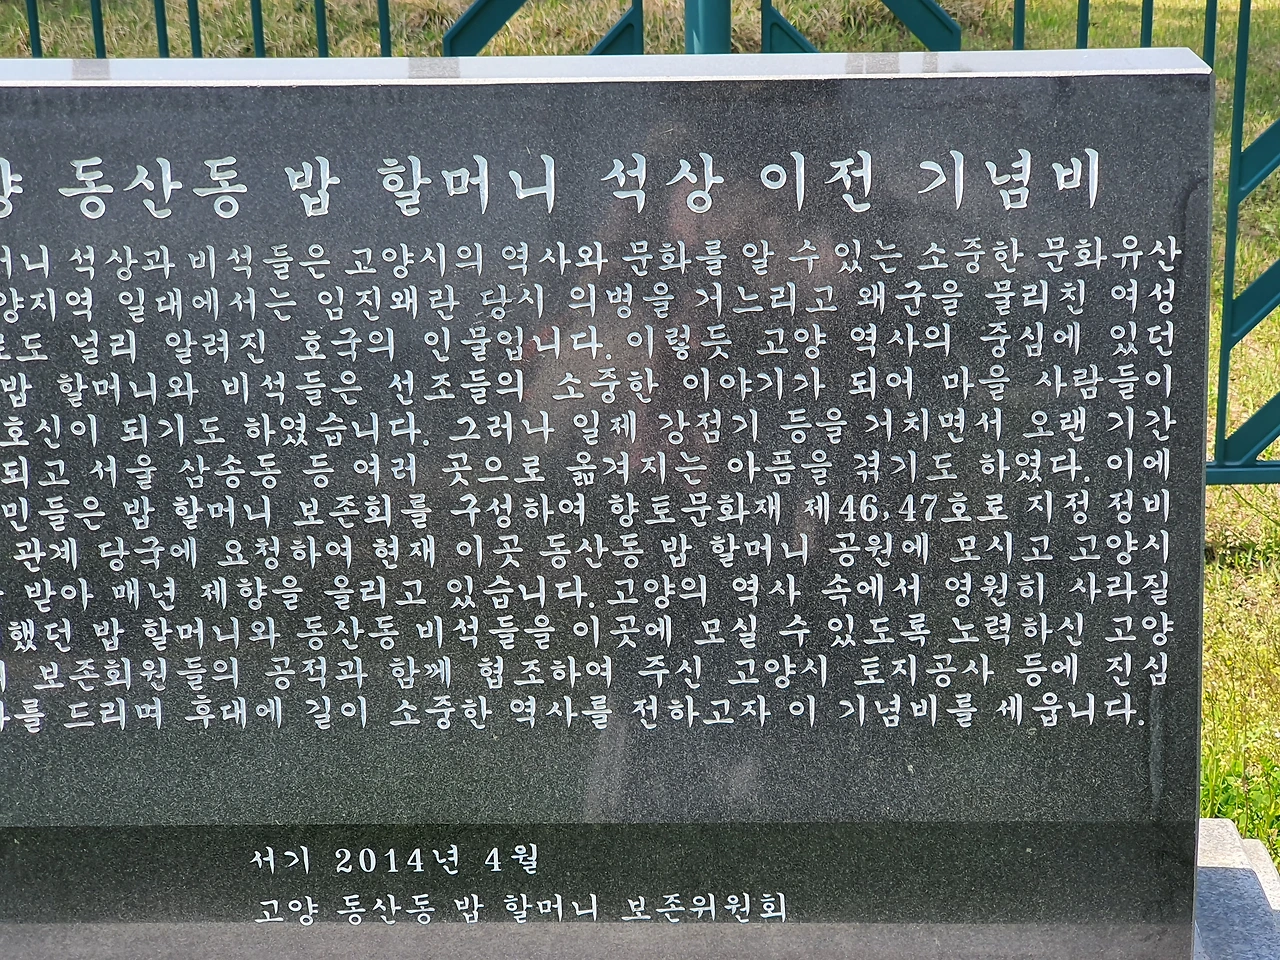 동산동 밥 할머니 석상 이전 기념비
석상과 비석들은 고양시의 역사와 문화를 알 수 있는 소중한 문화유산
일대에서는 임진왜란 당시 의병을 거느리고 왜군을 물리친 여성
널리 알려진 호국의 인물입니다. 이렇듯 고양 역사의 중심에 있던
밥 할머니와 비석들은 선조들의 소중한 이야기가 되어 마을 사람들이
되기도 하였습니다. 그러나 일제 강점기 등을 거치면서 오랜 기간
되고 서울 삼송동 등 여러 곳으로 옮겨지는 아픔을 겪기도 하였다. 이에
밥 할머니 보존회를 구성하여 향토문화재 제46,47호로 지정 정비
관계 당국에 요청하여 현재 이곳 동산동 밥 할머니 공원에 모시고 고양시
받아 매년 제향을 올리고 있습니다. 고양의 역사 속에서 영원히 사라질
했던 밥 할머니와 동산동 비석들을 이곳에 모실 수 있도록 노력하신 고양
보존회원들의 공적과 함께 협조하여 주신 고양시 토지공사 등에 진심
드리며 후대에 길이 소중한 역사를 전하고자 이 기념비를 세웁니다.
서기 2014년 4월
고양 동산동 밥 할머니 보존위원회